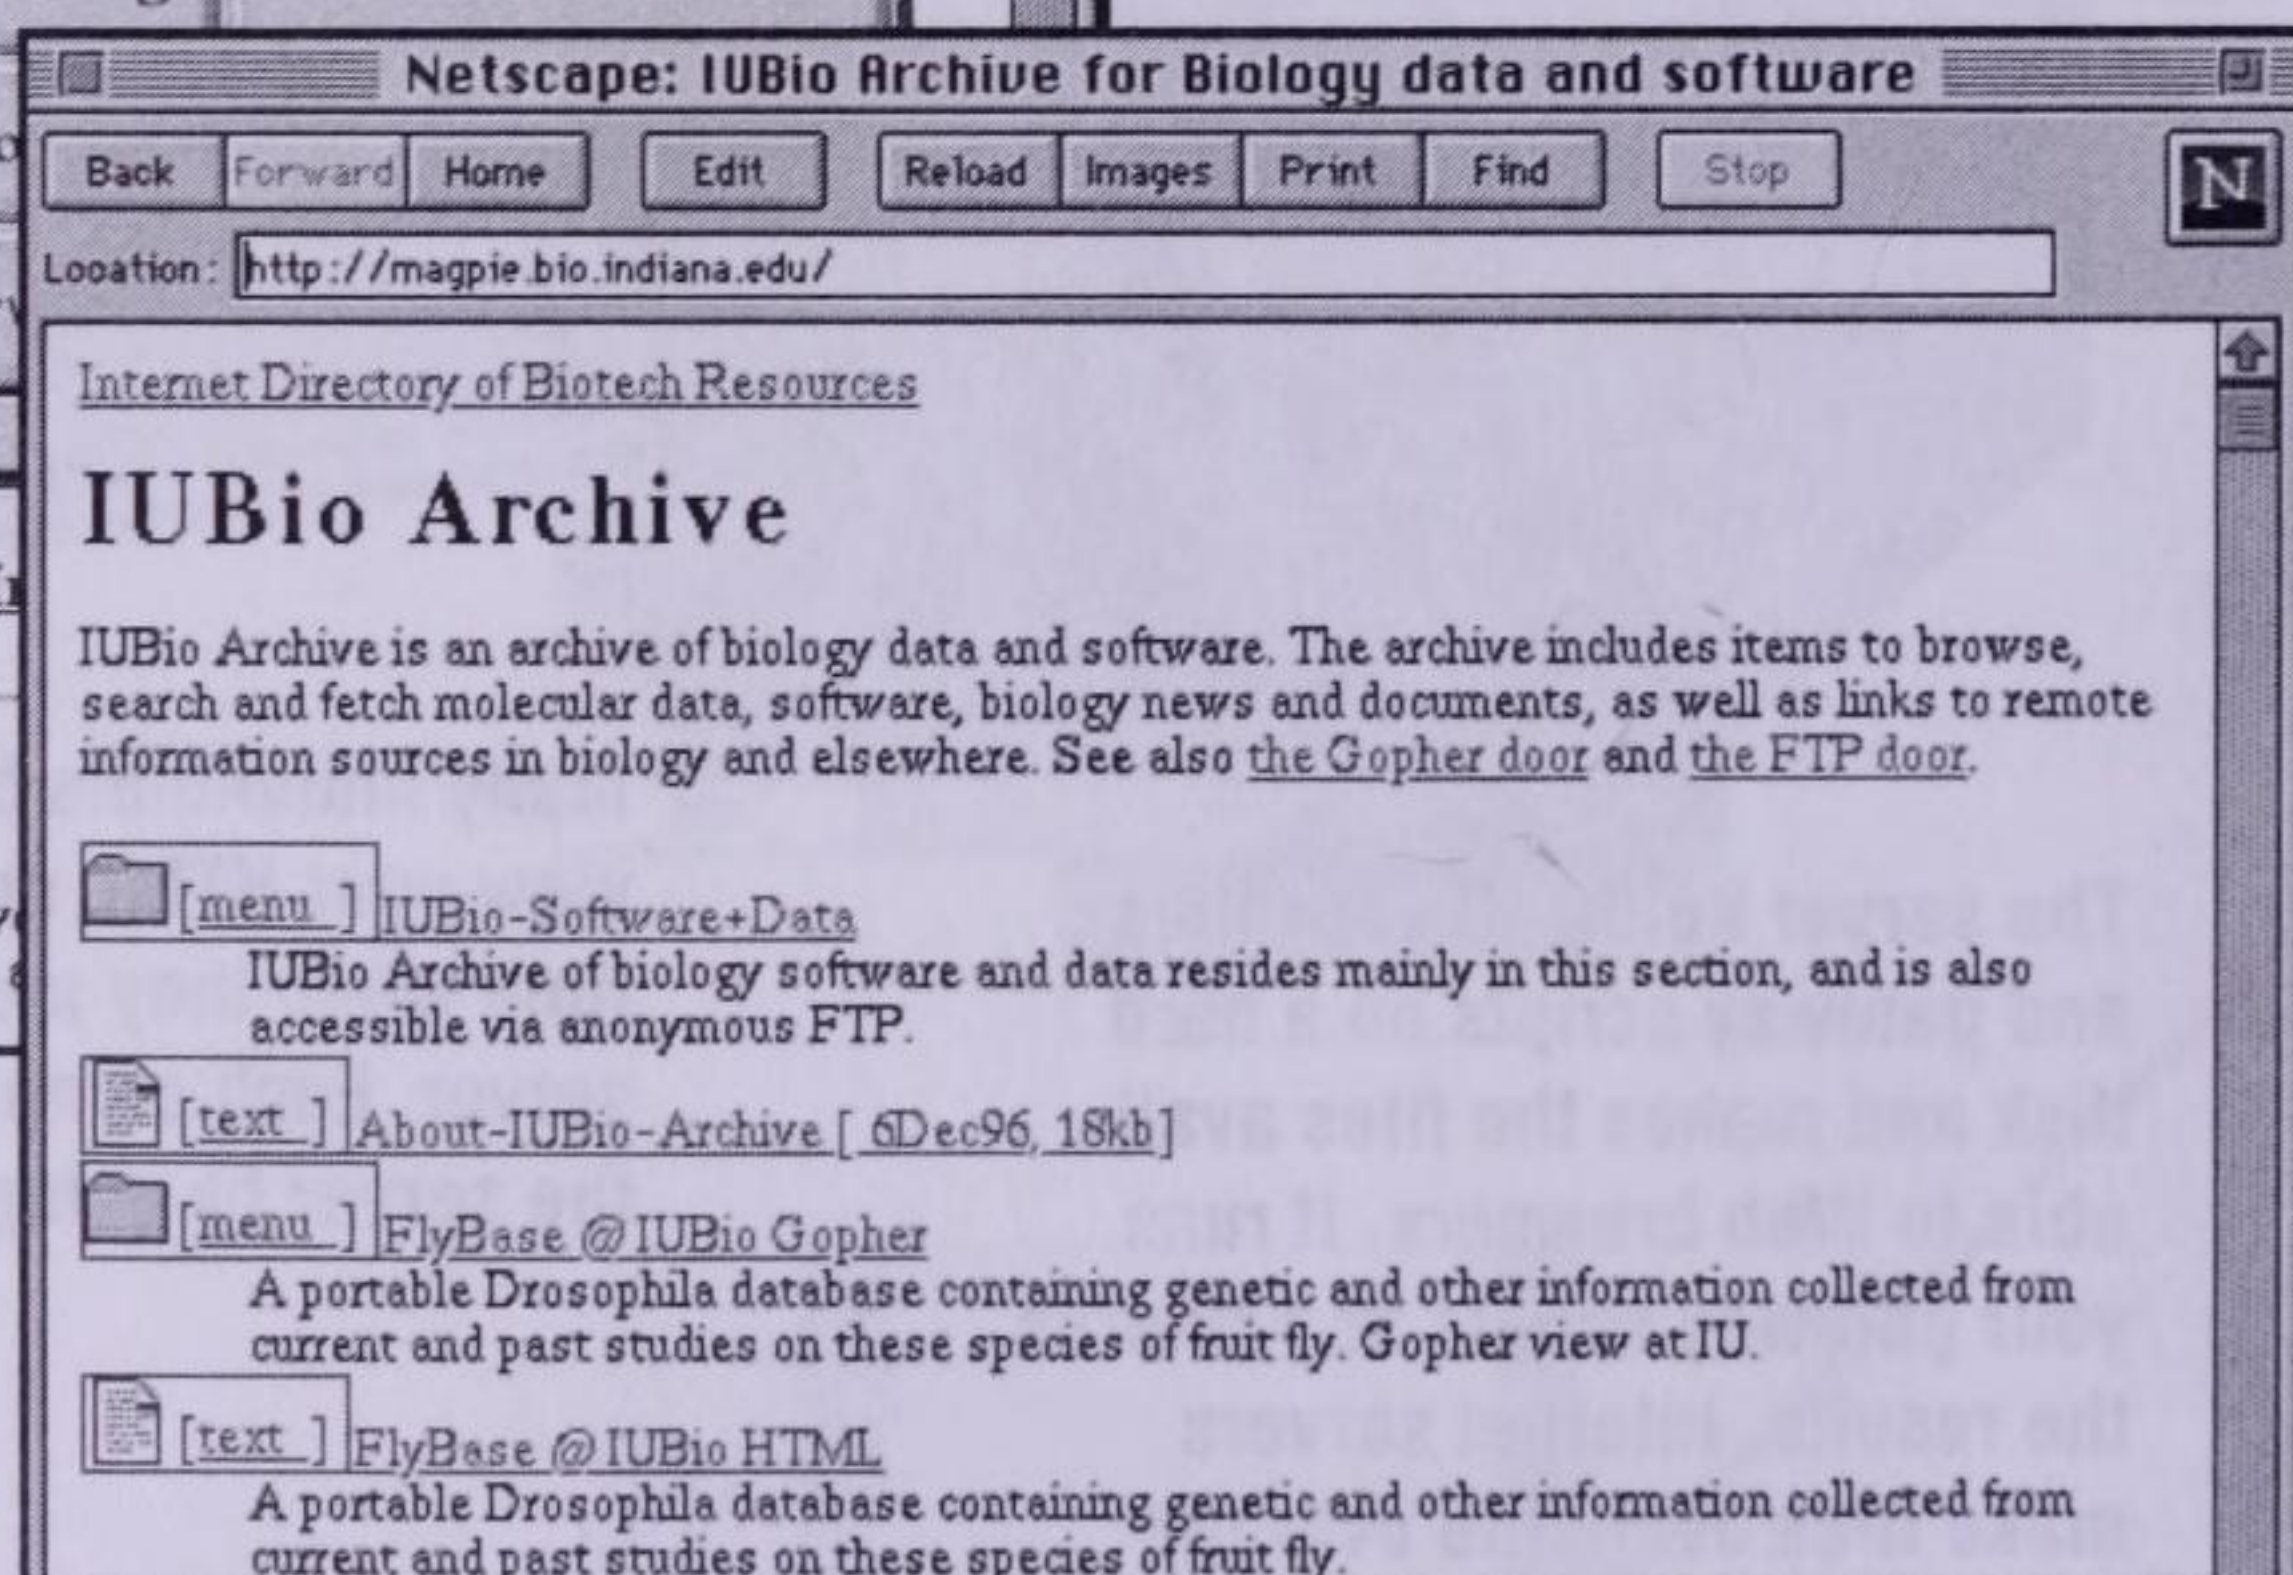 Netscape: IUBio Archive for Biology data and software
Back Forward Home Edit Reload Images Print Find Stop
N
Location: http://magpie.bio.indiana.edu/
Internet Directory of Biotech Resources
IUBio Archive
IUBio Archive is an archive of biology data and software. The archive includes items to browse,
search and fetch molecular data, software, biology news and documents, as well as links to remote
information sources in biology and elsewhere. See also the Gopher door and the FTP door.
[menu ] IUBio-Software+Data
IUBio Archive of biology software and data resides mainly in this section, and is also
accessible via anonymous FTP.
[text ] About-IUBio-Archive [ 6Dec96, 18kb]
[menu ] FlyBase @ IUBio Gopher
A portable Drosophila database containing genetic and other information collected from
current and past studies on these species of fruit fly. Gopher view at IU.
[text ] FlyBase @ IUBio HTML
A portable Drosophila database containing genetic and other information collected from
current and past studies on these species of fruit fly.